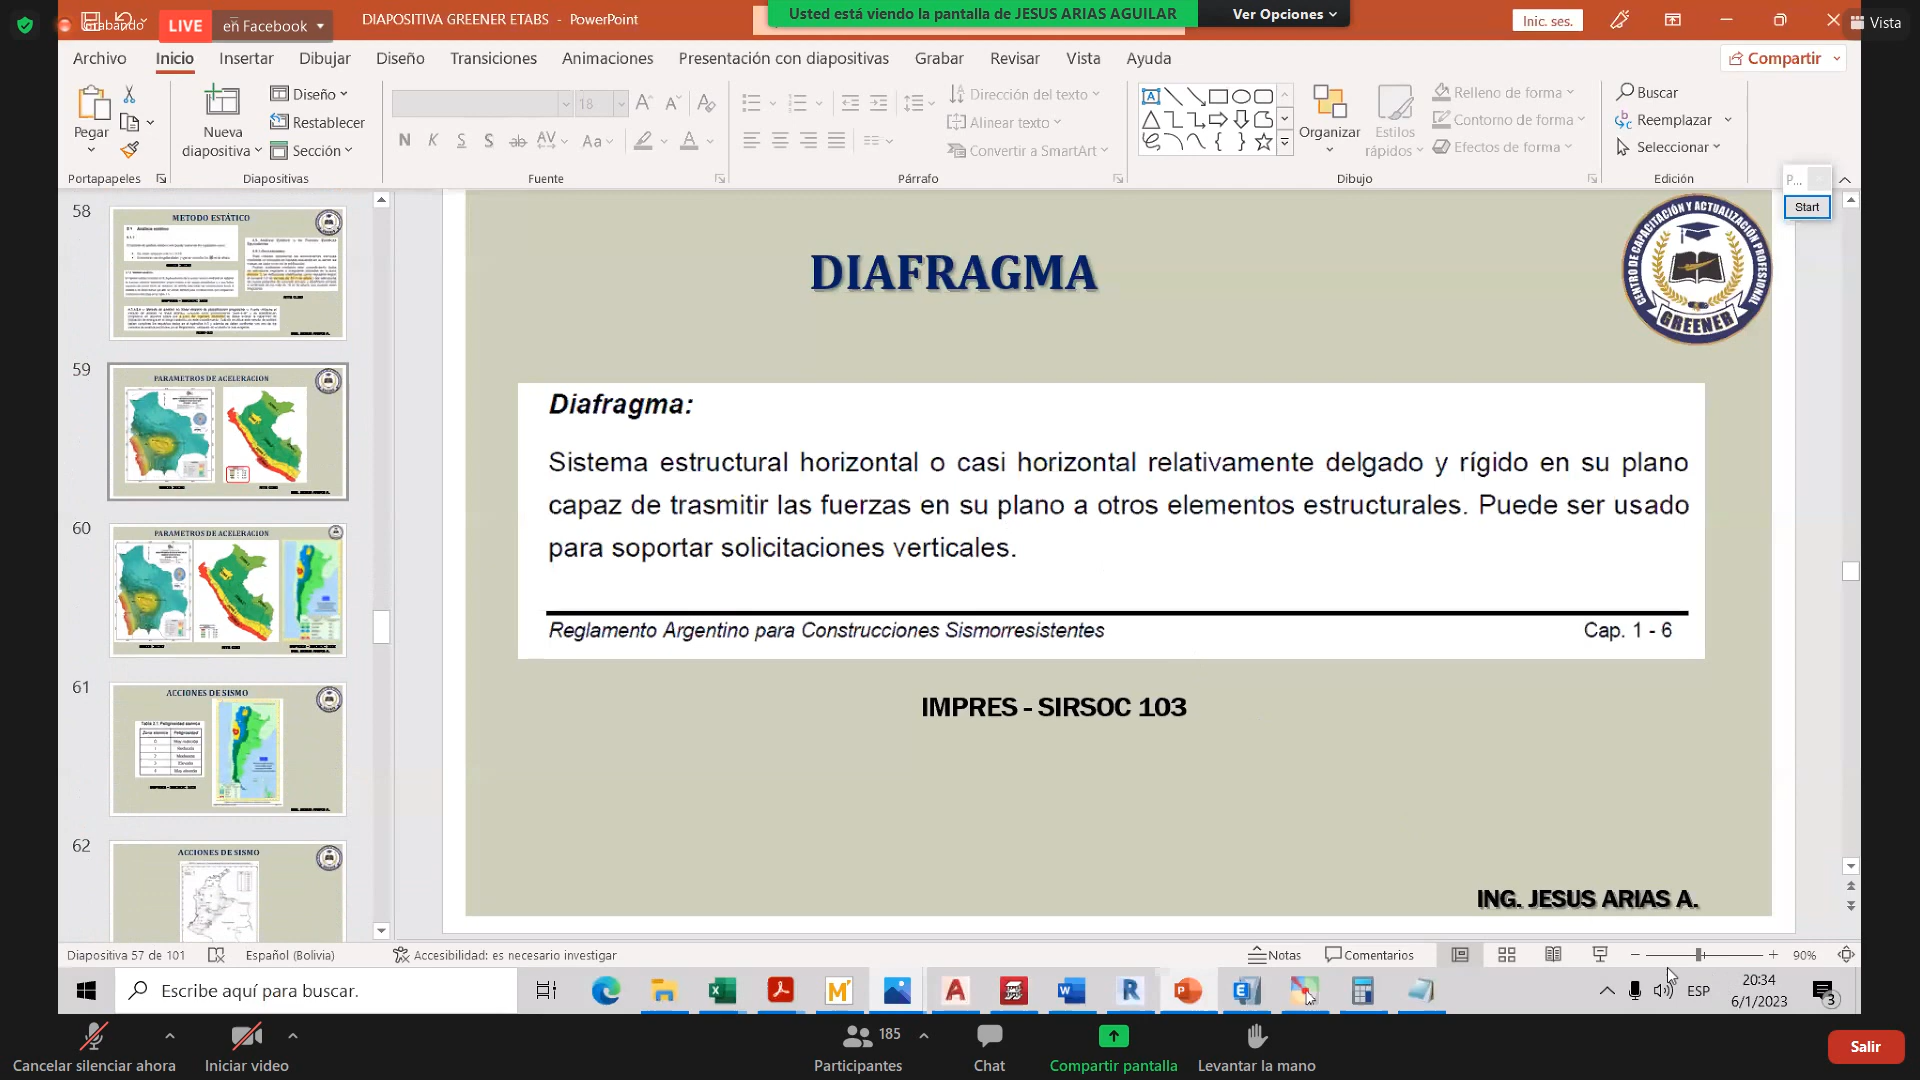 Grabando
LIVE
en Facebook
DIAPOSITIVA GREENER ETABS - PowerPoint
Usted está viendo la pantalla de JESUS ARIAS AGUILAR
Ver Opciones
Inic. ses.
Vista
Archivo
Inicio
Insertar
Dibujar
Diseño
Transiciones
Animaciones
Presentación con diapositivas
Grabar
Revisar
Vista
Ayuda
Compartir
Pegar
Nueva
diapositiva
Diseño
Restablecer
Sección
18
Dirección del texto
Alinear texto
Convertir a SmartArt
Organizar
Estilos
rápidos
Relleno de forma
Contorno de forma
Efectos de forma
Buscar
Reemplazar
Seleccionar
Portapapeles
Diapositivas
Fuente
Párrafo
Dibujo
Edición
P...
Start
58
METODO ESTÁTICO
59
PARAMETROS DE ACELERACION
60
PARAMETROS DE ACELERACION
61
ACCIONES DE SISMO
62
ACCIONES DE SISMO
DIAFRAGMA
CENTRO DE CAPACITACIÓN Y ACTUALIZACIÓN PROFESIONAL
GREENER
Diafragma:
Sistema estructural horizontal o casi horizontal relativamente delgado y rígido en su plano
capaz de trasmitir las fuerzas en su plano a otros elementos estructurales. Puede ser usado
para soportar solicitaciones verticales.
Reglamento Argentino para Construcciones Sismorresistentes
Cap. 1 - 6
IMPRES - SIRSOC 103
ING. JESUS ARIAS A.
Diapositiva 57 de 101
Español (Bolivia)
Accesibilidad: es necesario investigar
Notas
Comentarios
90%
Escribe aquí para buscar.
ESP
20:34
6/1/2023
3
Cancelar silenciar ahora
Iniciar video
185
Participantes
Chat
Compartir pantalla
Levantar la mano
Salir